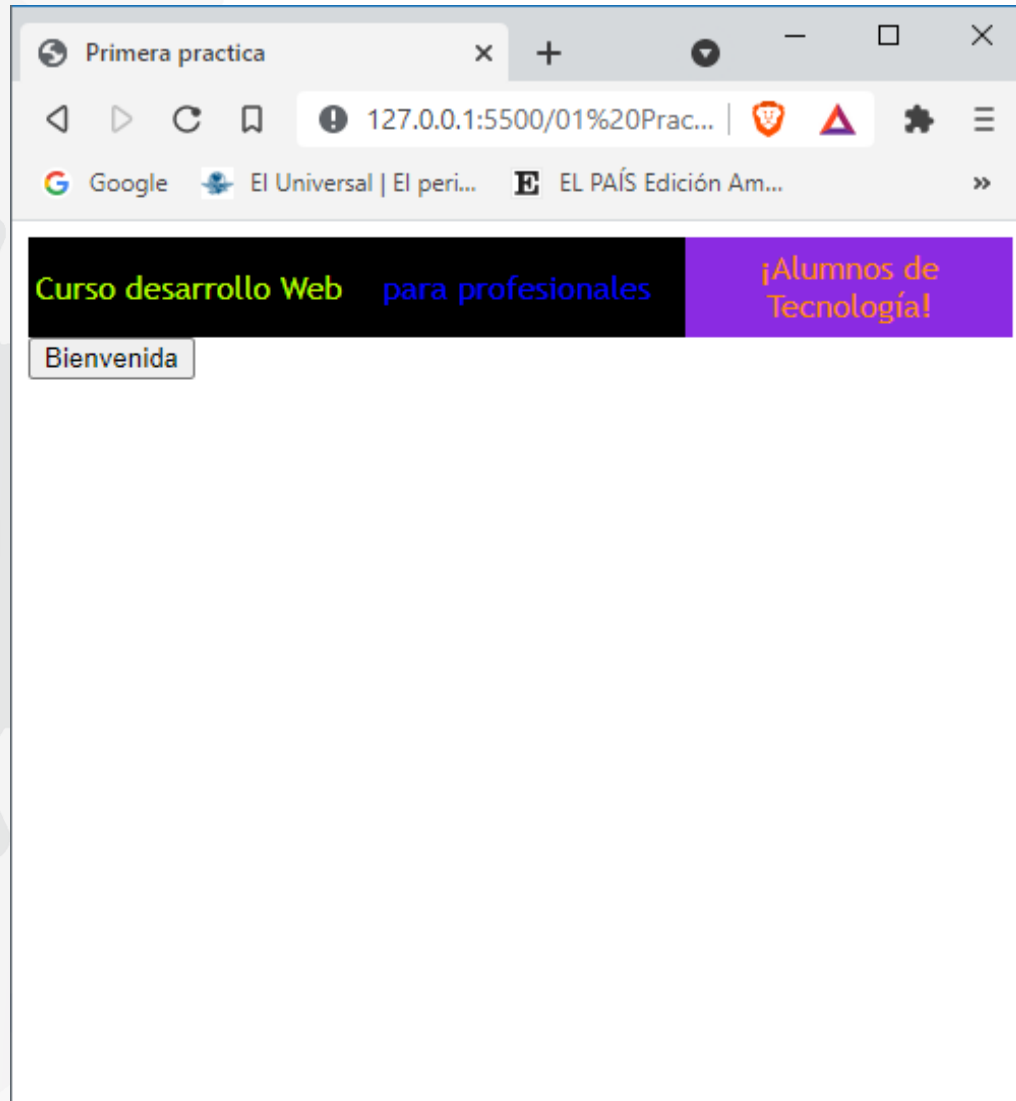 Primera practica
127.0.0.1:5500/01%20Prac...
Google El Universal | El peri... EL PAÍS Edición Am...
Curso desarrollo Web para profesionales ¡Alumnos de
Tecnología!
Bienvenida